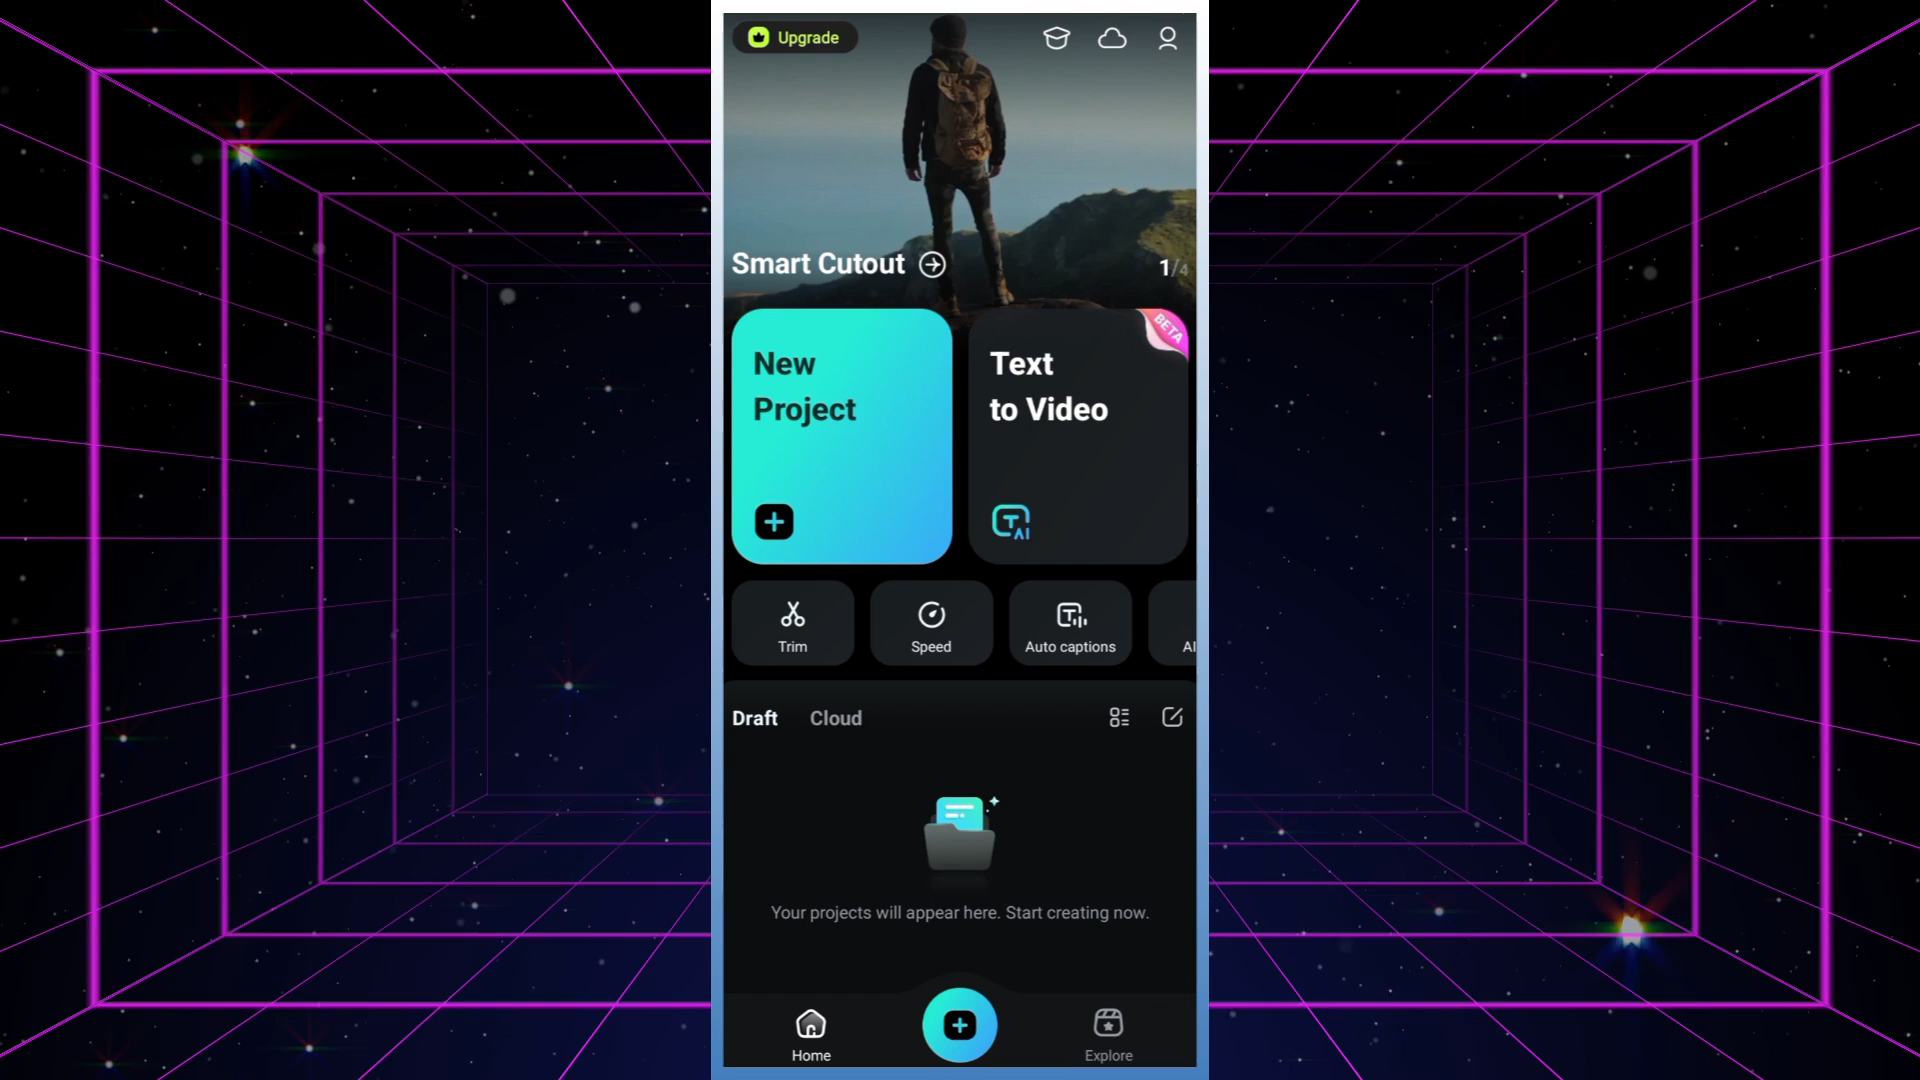 Upgrade
Smart Cutout
1/4
New
Project
BETA
Text
to Video
T
AI
Trim
Speed
T
Auto captions
AI
Draft
Cloud
Your projects will appear here. Start creating now.
Home
Explore